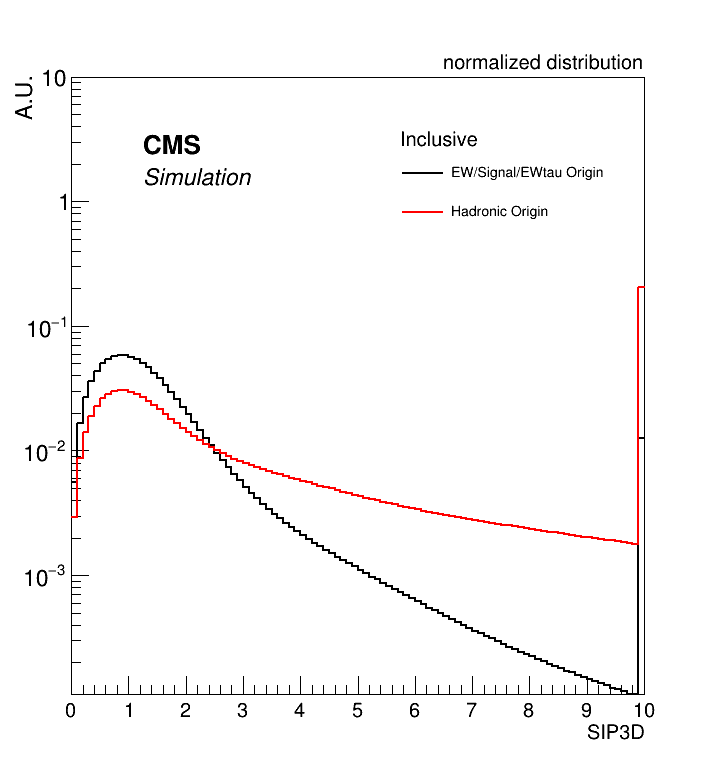 normalized distribution
A.U.
10
CMS
Simulation
Inclusive
EW/Signal/EWtau Origin
Hadronic Origin
1
10⁻¹
10⁻²
10⁻³
0 1 2 3 4 5 6 7 8 9 10
SIP3D